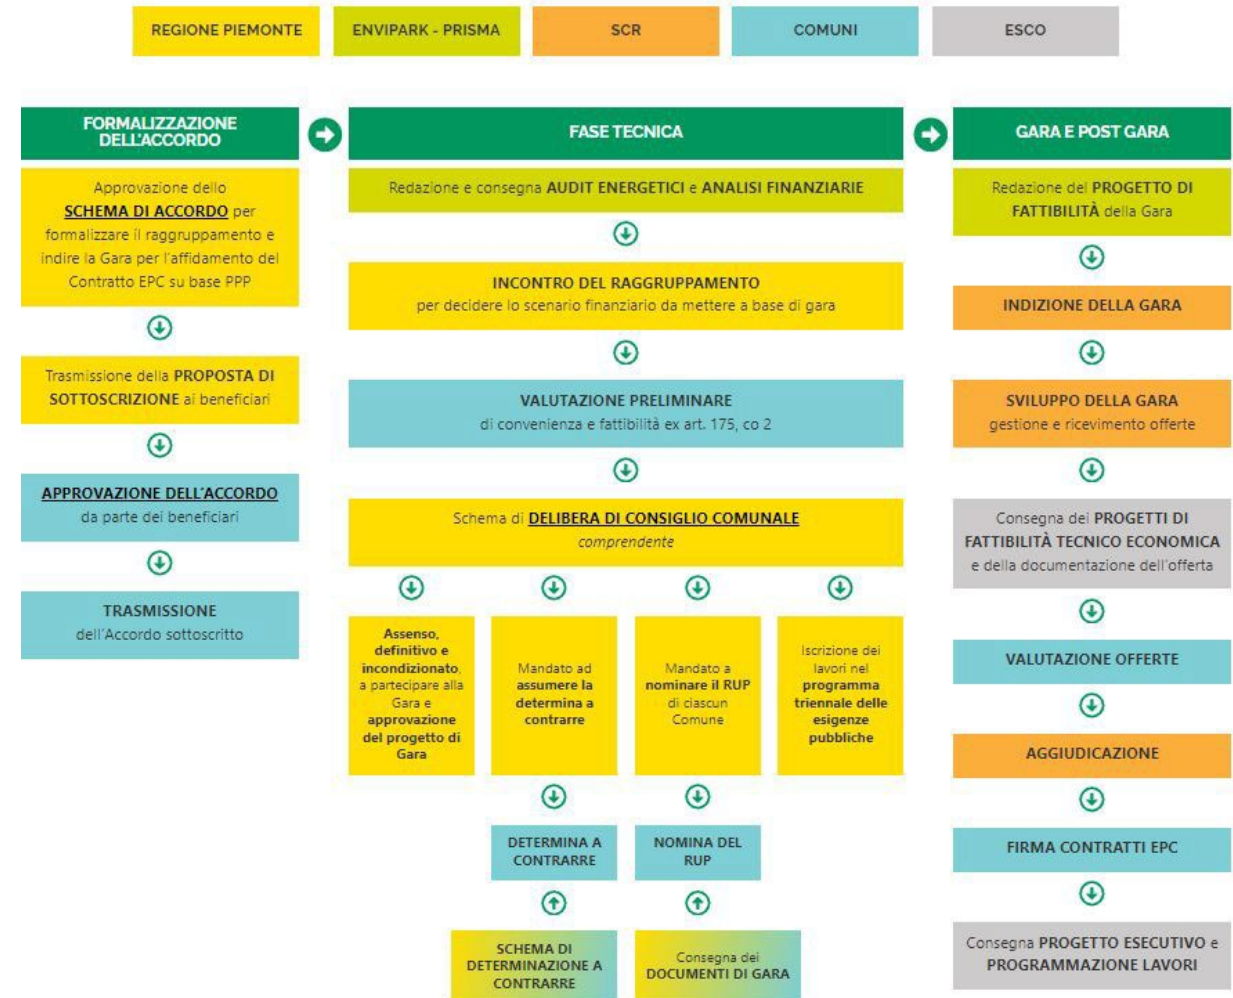 REGIONE PIEMONTE
ENVIPARK - PRISMA
SCR
COMUNI
ESCO
FORMALIZZAZIONE
DELL'ACCORDO
Approvazione dello
SCHEMA DI ACCORDO per
formalizzare il raggruppamento e
indire la Gara per l'affidamento del
Contratto EPC su base PPP
Trasmissione della PROPOSTA DI
SOTTOSCRIZIONE ai beneficiari
APPROVAZIONE DELL'ACCORDO
da parte dei beneficiari
TRASMISSIONE
dell'Accordo sottoscritto
FASE TECNICA
Redazione e consegna AUDIT ENERGETICI e ANALISI FINANZIARIE
INCONTRO DEL RAGGRUPPAMENTO
per decidere lo scenario finanziario da mettere a base di gara
VALUTAZIONE PRELIMINARE
di convenienza e fattibilità ex art. 175, co 2
Schema di DELIBERA DI CONSIGLIO COMUNALE
comprendente
Assenso,
definitivo e
incondizionato,
a partecipare alla
Gara e
approvazione
del progetto di
Gara
Mandato ad
assumere la
determina a
contrarre
Mandato a
nominare il RUP
di ciascun
Comune
Iscrizione dei
lavori nel
programma
triennale delle
esigenze
pubbliche
DETERMINA A
CONTRARRE
NOMINA DEL
RUP
SCHEMA DI
DETERMINAZIONE A
CONTRARRE
Consegna dei
DOCUMENTI DI GARA
GARA E POST GARA
Redazione del PROGETTO DI
FATTIBILITÀ della Gara
INDIZIONE DELLA GARA
SVILUPPO DELLA GARA
gestione e ricevimento offerte
Consegna dei PROGETTI DI
FATTIBILITÀ TECNICO ECONOMICA
e della documentazione dell'offerta
VALUTAZIONE OFFERTE
AGGIUDICAZIONE
FIRMA CONTRATTI EPC
Consegna PROGETTO ESECUTIVO e
PROGRAMMAZIONE LAVORI